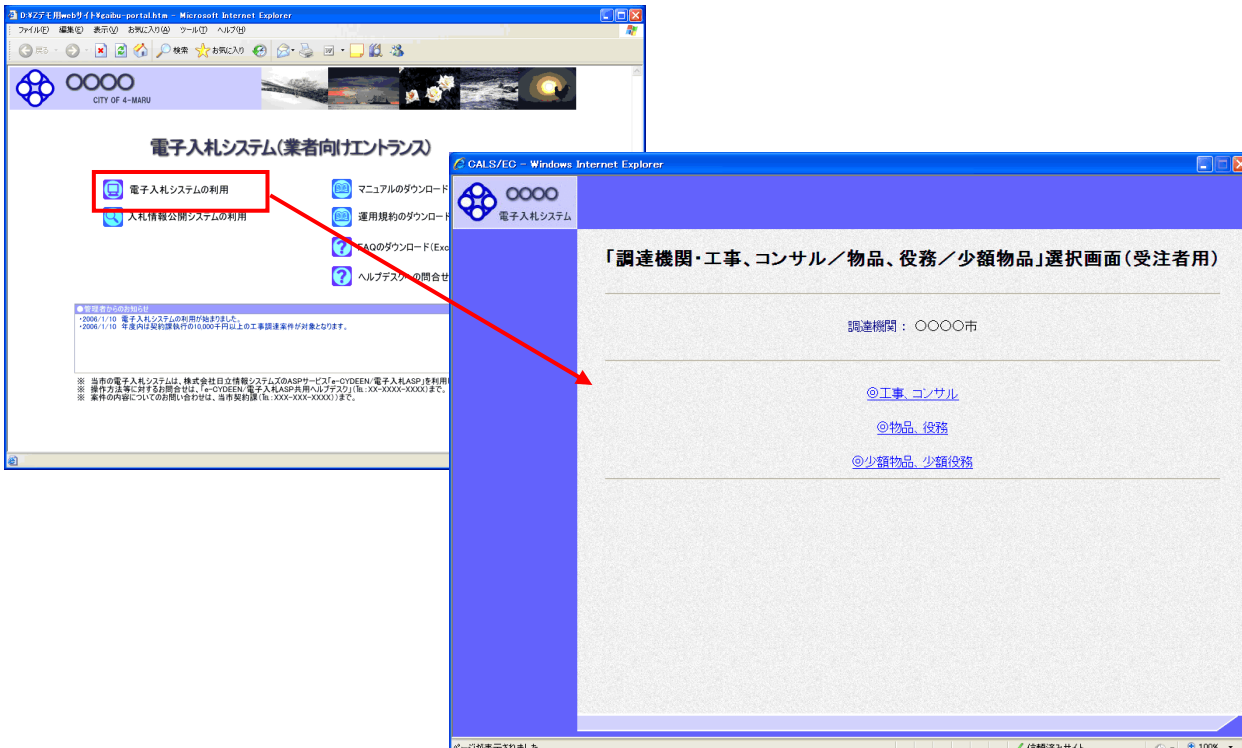 D:¥Zデモ用webサイト¥gaibu-portal.htm - Microsoft Internet Explorer
ファイル(F) 編集(E) 表示(V) お気に入り(A) ツール(T) ヘルプ(H)
戻る 検索 お気に入り
○○○○
CITY OF 4-MARU
電子入札システム(業者向けエントランス)
電子入札システムの利用
マニュアルのダウンロード
入札情報公開システムの利用
運用規約のダウンロード
FAQのダウンロード(Exc
ヘルプデスクへの問合せ
●管理者からのお知らせ
・2006/1/10 電子入札システムの利用が始まりました。
・2006/1/10 年度内は契約課執行の10,000千円以上の工事調達案件が対象となります。
※ 当市の電子入札システムは、株式会社日立情報システムズのASPサービス「e-CYDEEN/電子入札ASP」を利用
※ 操作方法等に対するお問合せは、「e-CYDEEN/電子入札ASP共用ヘルプデスク」(℡:XX-XXXX-XXXX)まで。
※ 案件の内容についてのお問い合わせは、当市契約課(℡:XXX-XXX-XXXX))まで。
CALS/EC - Windows Internet Explorer
○○○○
電子入札システム
「調達機関・工事、コンサル／物品、役務／少額物品」選択画面(受注者用)
調達機関： ○○○○市
◎工事、コンサル
◎物品、役務
◎少額物品、少額役務
ページが表示されました
信頼済みサイト
100%